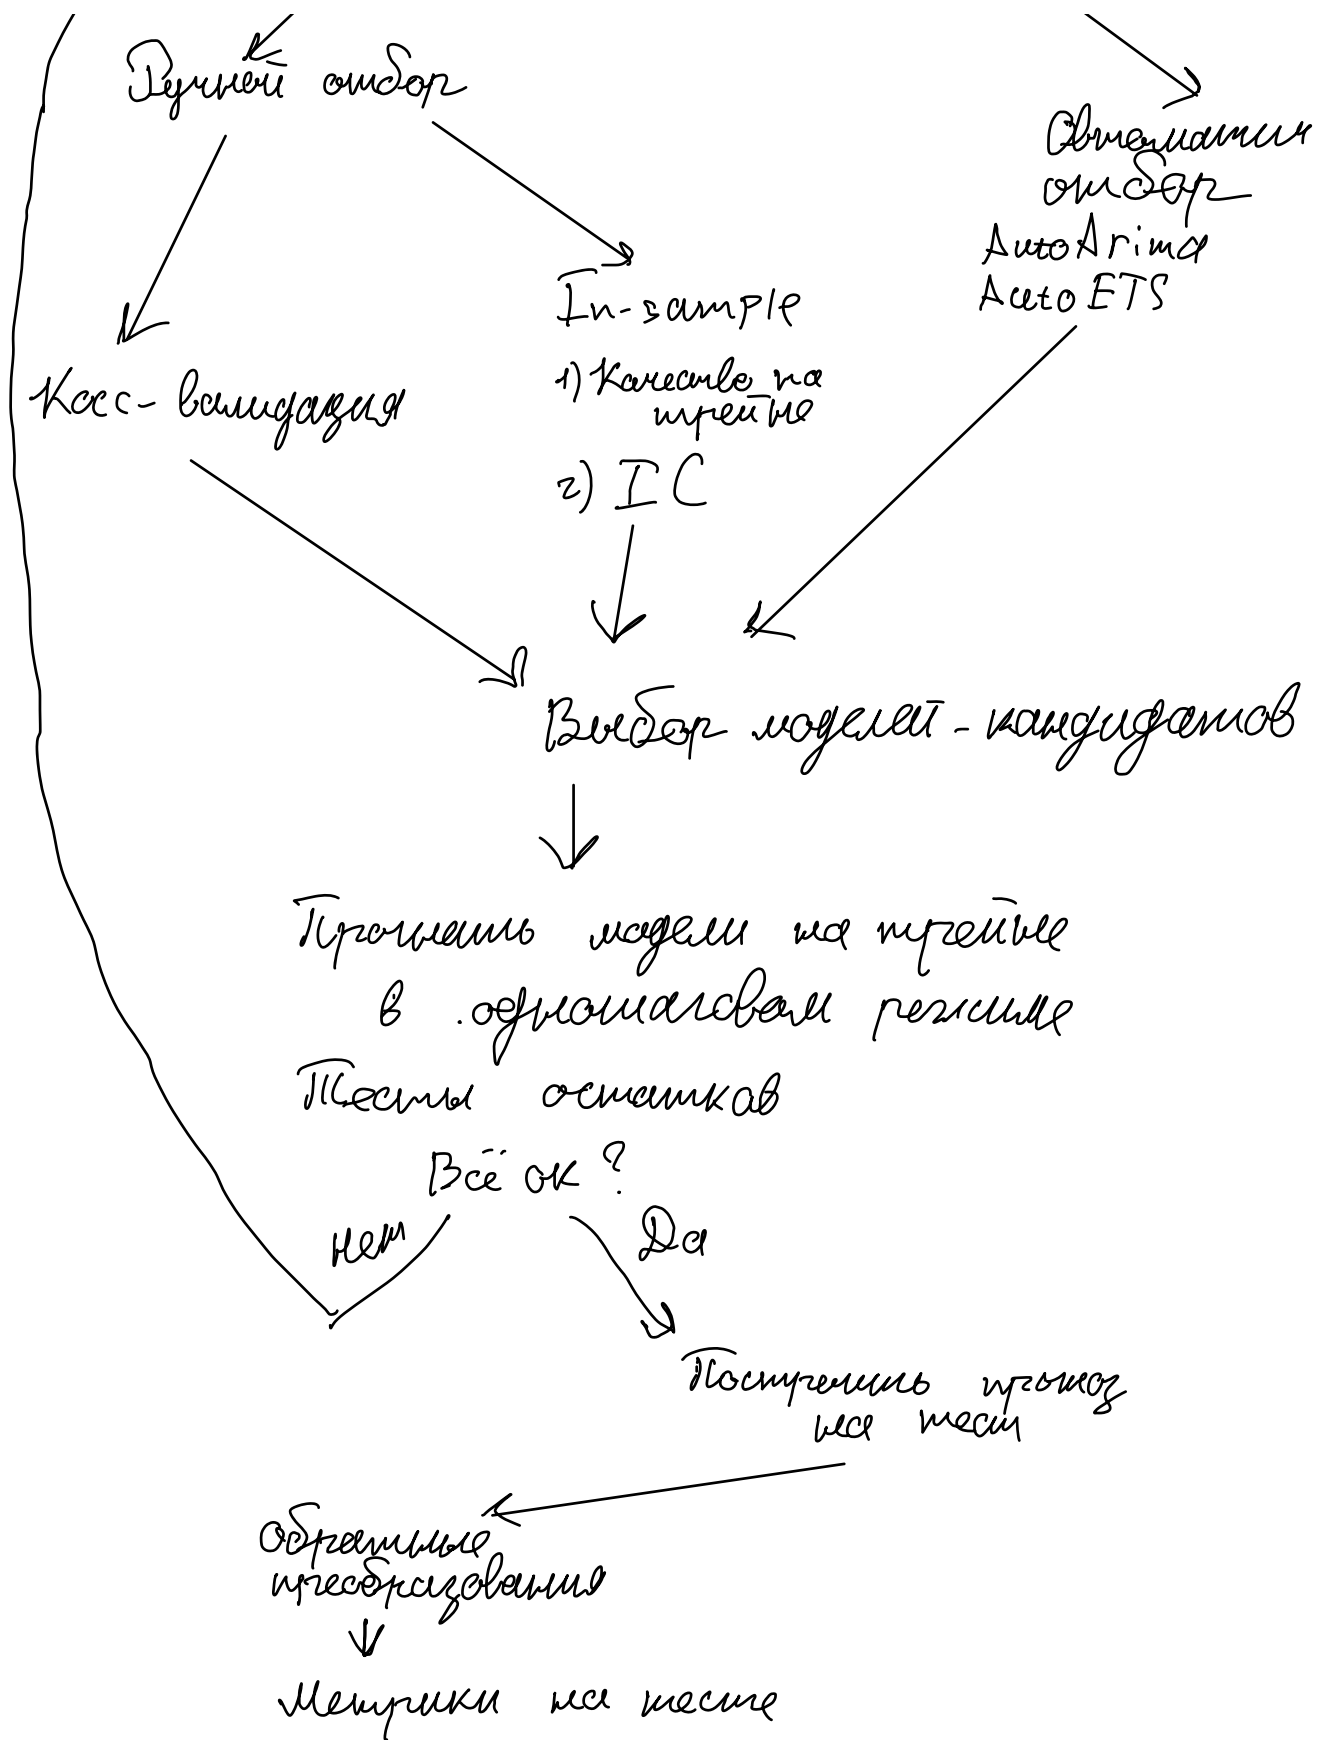 Ручной отбор
Автоматич
отбор
AutoArima
AutoETS
In-sample
1) Качество на
трейне
Косс-валидация
2) IC
Выбор моделей-кандидатов
Прогнать модели на трейне
в одношаговом режиме
Тесты остатков
Всё ок?
нет
Да
Построить прогноз
на тест
Обратные
преобразования
Метрики на тесте